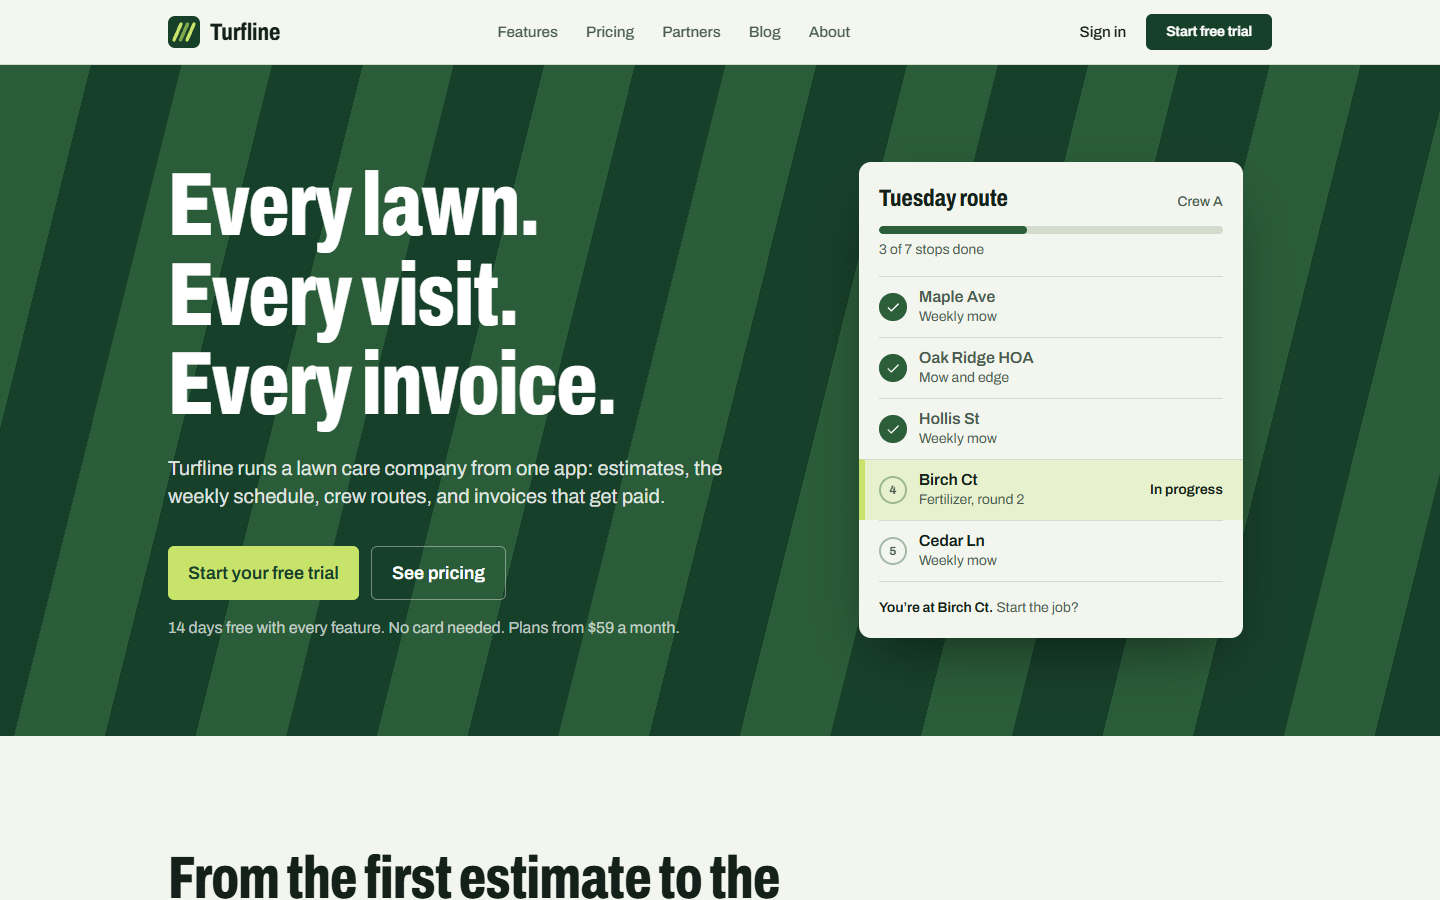 Turfline
Features
Pricing
Partners
Blog
About
Sign in
Start free trial
Every lawn.
Every visit.
Every invoice.
Turfline runs a lawn care company from one app: estimates, the
weekly schedule, crew routes, and invoices that get paid.
Start your free trial
See pricing
14 days free with every feature. No card needed. Plans from $59 a month.
Tuesday route
Crew A
3 of 7 stops done
Maple Ave
Weekly mow
Oak Ridge HOA
Mow and edge
Hollis St
Weekly mow
4
Birch Ct
Fertilizer, round 2
In progress
5
Cedar Ln
Weekly mow
You’re at Birch Ct. Start the job?
From the first estimate to the